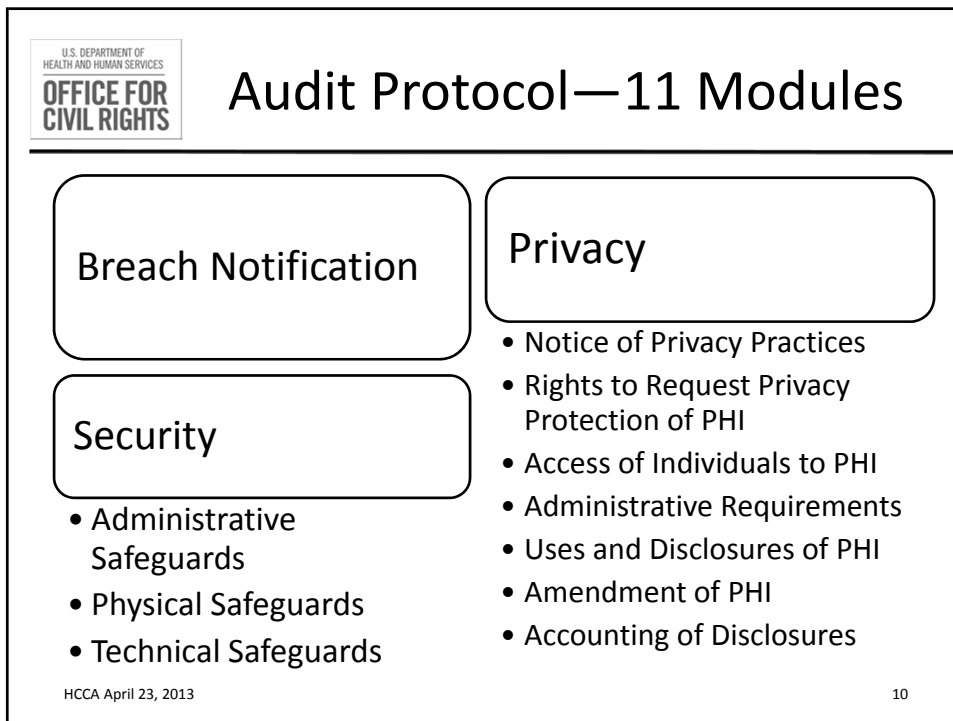 U.S. DEPARTMENT OF
HEALTH AND HUMAN SERVICES
OFFICE FOR
CIVIL RIGHTS
Audit Protocol—11 Modules
Breach Notification
Security
• Administrative
Safeguards
• Physical Safeguards
• Technical Safeguards
Privacy
• Notice of Privacy Practices
• Rights to Request Privacy
Protection of PHI
• Access of Individuals to PHI
• Administrative Requirements
• Uses and Disclosures of PHI
• Amendment of PHI
• Accounting of Disclosures
HCCA April 23, 2013
10